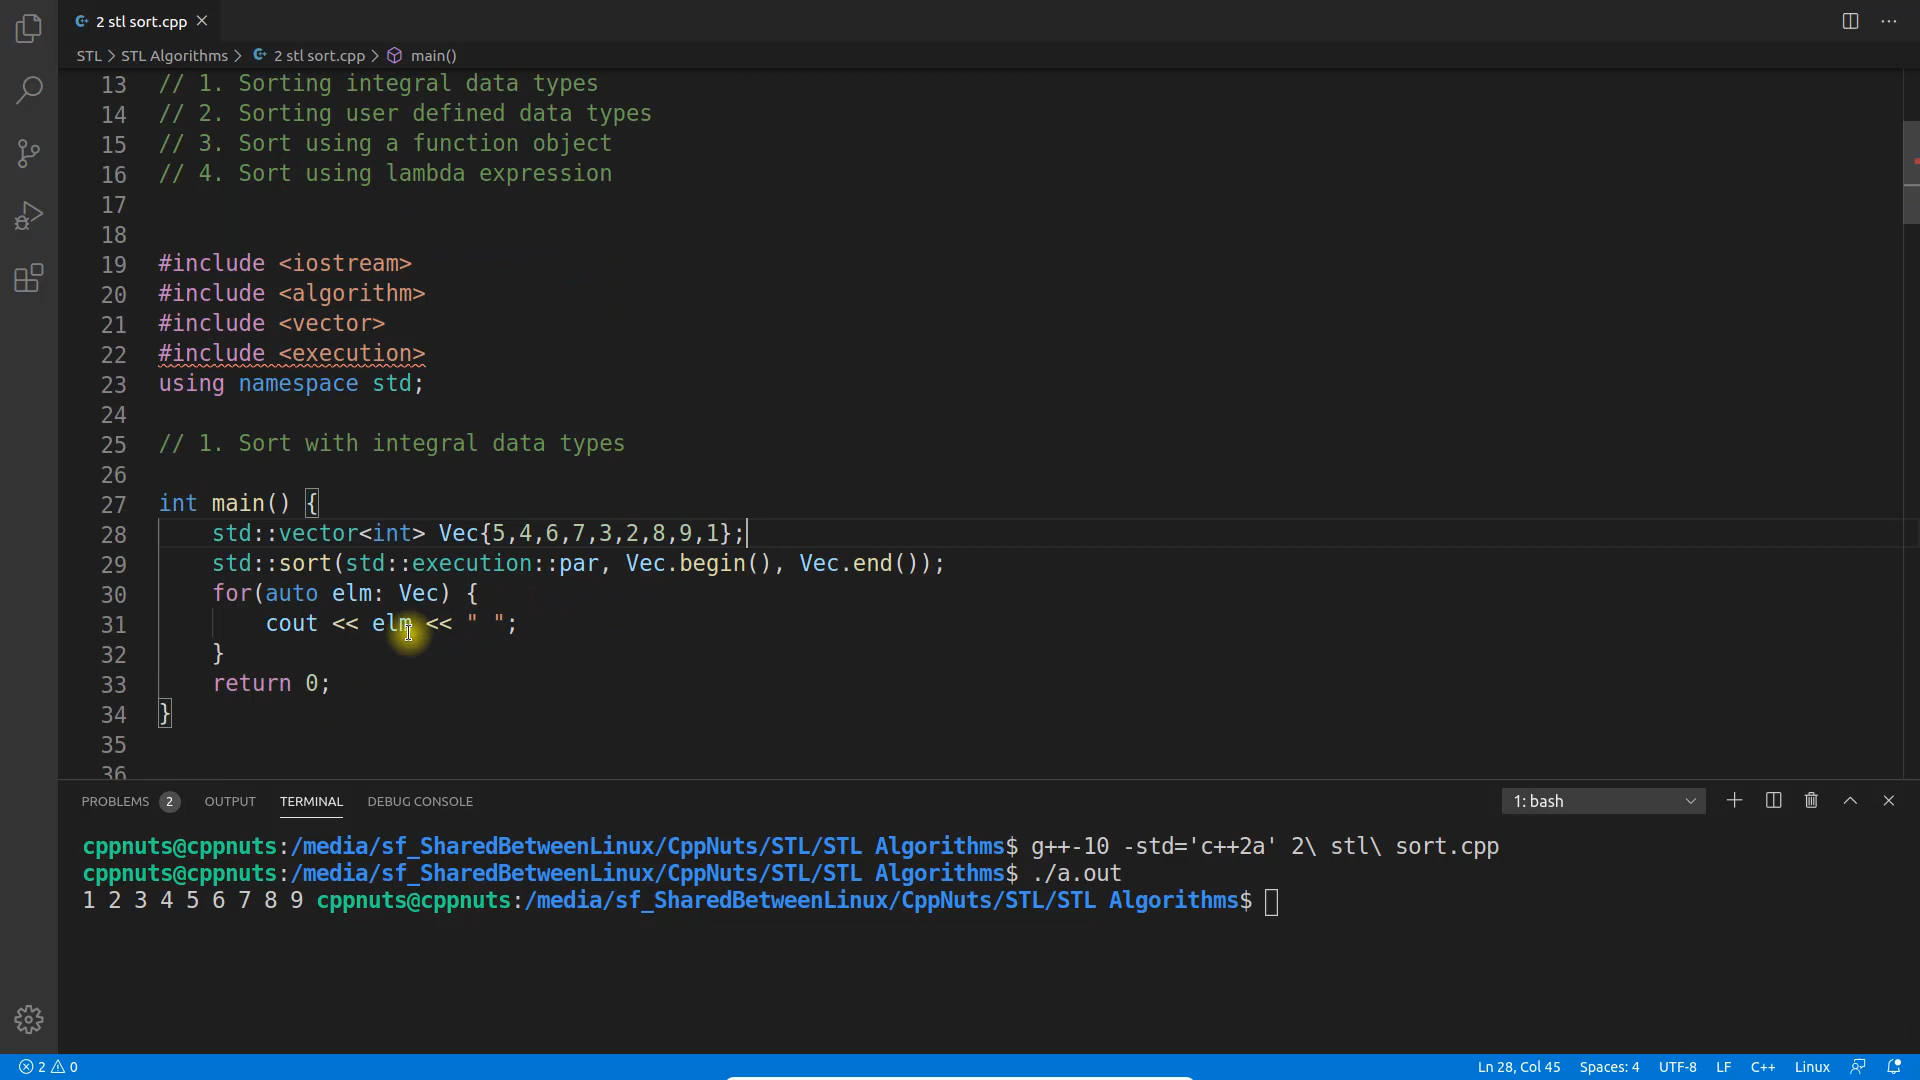 2 stl sort.cpp
STL > STL Algorithms > 2 stl sort.cpp > main()
13 // 1. Sorting integral data types
14 // 2. Sorting user defined data types
15 // 3. Sort using a function object
16 // 4. Sort using lambda expression
17
18
19 #include <iostream>
20 #include <algorithm>
21 #include <vector>
22 #include <execution>
23 using namespace std;
24
25 // 1. Sort with integral data types
26
27 int main() {
28 std::vector<int> Vec{5,4,6,7,3,2,8,9,1};
29 std::sort(std::execution::par, Vec.begin(), Vec.end());
30 for(auto elm: Vec) {
31 cout << elm << " ";
32 }
33 return 0;
34 }
35
36
PROBLEMS 2 OUTPUT TERMINAL DEBUG CONSOLE 1: bash
cppnuts@cppnuts:/media/sf_SharedBetweenLinux/CppNuts/STL/STL Algorithms$ g++-10 -std='c++2a' 2\ stl\ sort.cpp
cppnuts@cppnuts:/media/sf_SharedBetweenLinux/CppNuts/STL/STL Algorithms$ ./a.out
1 2 3 4 5 6 7 8 9 cppnuts@cppnuts:/media/sf_SharedBetweenLinux/CppNuts/STL/STL Algorithms$
2 0 Ln 28, Col 45 Spaces: 4 UTF-8 LF C++ Linux